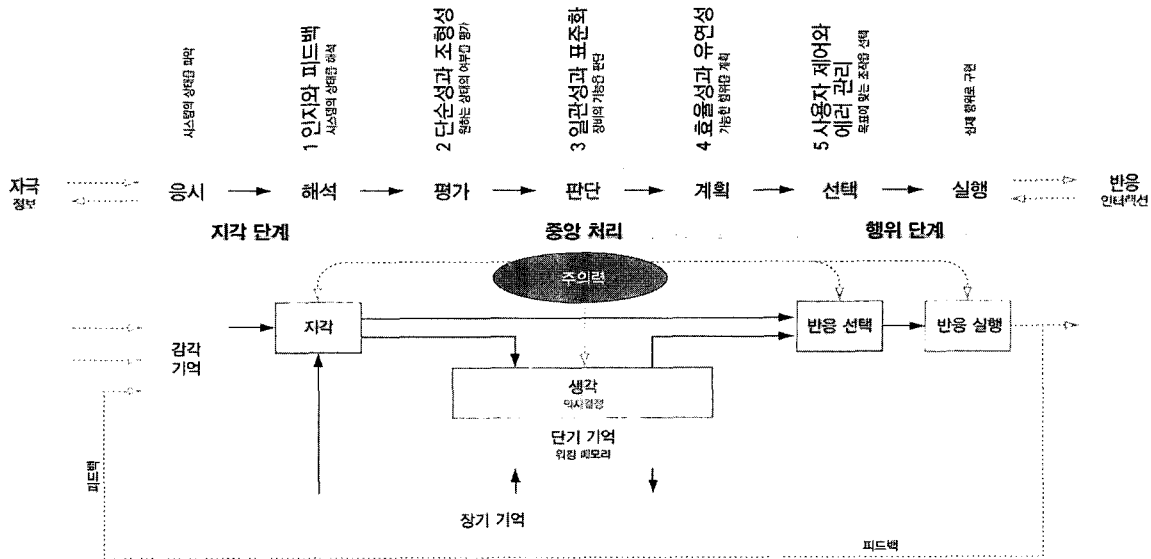 시스템의 상태를 파악
1 인지와 피드백
시스템의 상태를 해석
2 단순성과 조형성
원하는 상태의 여부를 평가
3 일관성과 표준화
장비의 기능을 판단
4 효율성과 유연성
가능한 범위를 계획
5 사용자 제어와
에러 관리
목표에 맞는 조작을 선택
실제 행위로 구현
자극
정보
응시
해석
평가
판단
계획
선택
실행
반응
인터랙션
지각 단계
중앙 처리
행위 단계
주의력
지각
반응 선택
반응 실행
감각
기억
생각
의사결정
단기 기억
워킹 메모리
피드백
장기 기억
피드백